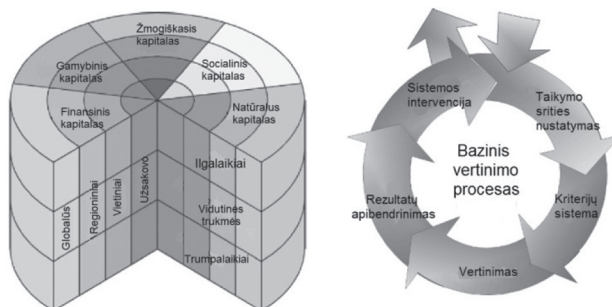 Žmogiškasis
kapitalas
Gamybinis
kapitalas
Socialinis
kapitalas
Finansinis
kapitalas
Natūralus
kapitalas
Globalūs
Regioniniai
Vietiniai
Užsakovo
Ilgalaikiai
Vidutinės
trukmės
Trumpalaikiai
Sistemos
intervencija
Taikymo
srities
nustatymas
Bazinis
vertinimo
procesas
Rezultatų
apibendrinimas
Kriterijų
sistema
Vertinimas